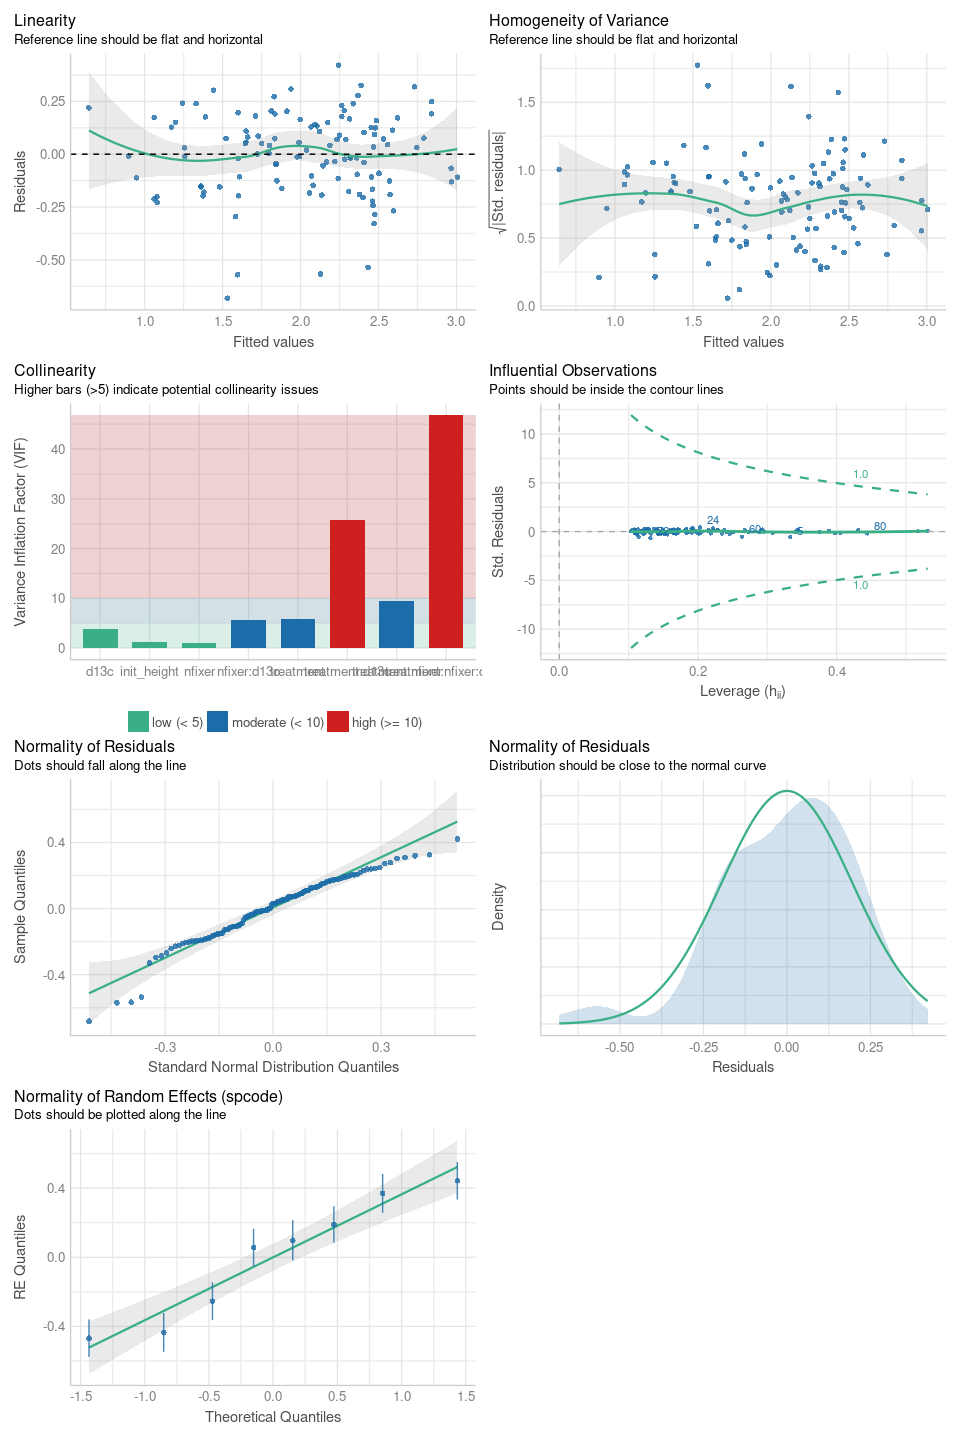 Linearity
Reference line should be flat and horizontal
Residuals
0.25
0.00
-0.25
-0.50
1.0 1.5 2.0 2.5 3.0
Fitted values
Homogeneity of Variance
Reference line should be flat and horizontal
√|Std. residuals|
1.5
1.0
0.5
0.0
1.0 1.5 2.0 2.5 3.0
Fitted values
Collinearity
Higher bars (>5) indicate potential collinearity issues
Variance Inflation Factor (VIF)
40
30
20
10
0
d13c init_height nfixer nfixer:d13c
low (< 5) moderate (< 10) high (>= 10)
Influential Observations
Points should be inside the contour lines
Std. Residuals
10
5
0
-5
-10
1.0
24
60
5
80
1.0
0.0 0.2 0.4
Leverage (hii)
Normality of Residuals
Dots should fall along the line
Sample Quantiles
0.4
0.0
-0.4
-0.3 0.0 0.3
Standard Normal Distribution Quantiles
Normality of Residuals
Distribution should be close to the normal curve
Density
-0.50 -0.25 0.00 0.25
Residuals
Normality of Random Effects (spcode)
Dots should be plotted along the line
RE Quantiles
0.4
0.0
-0.4
-1.5 -1.0 -0.5 0.0 0.5 1.0 1.5
Theoretical Quantiles